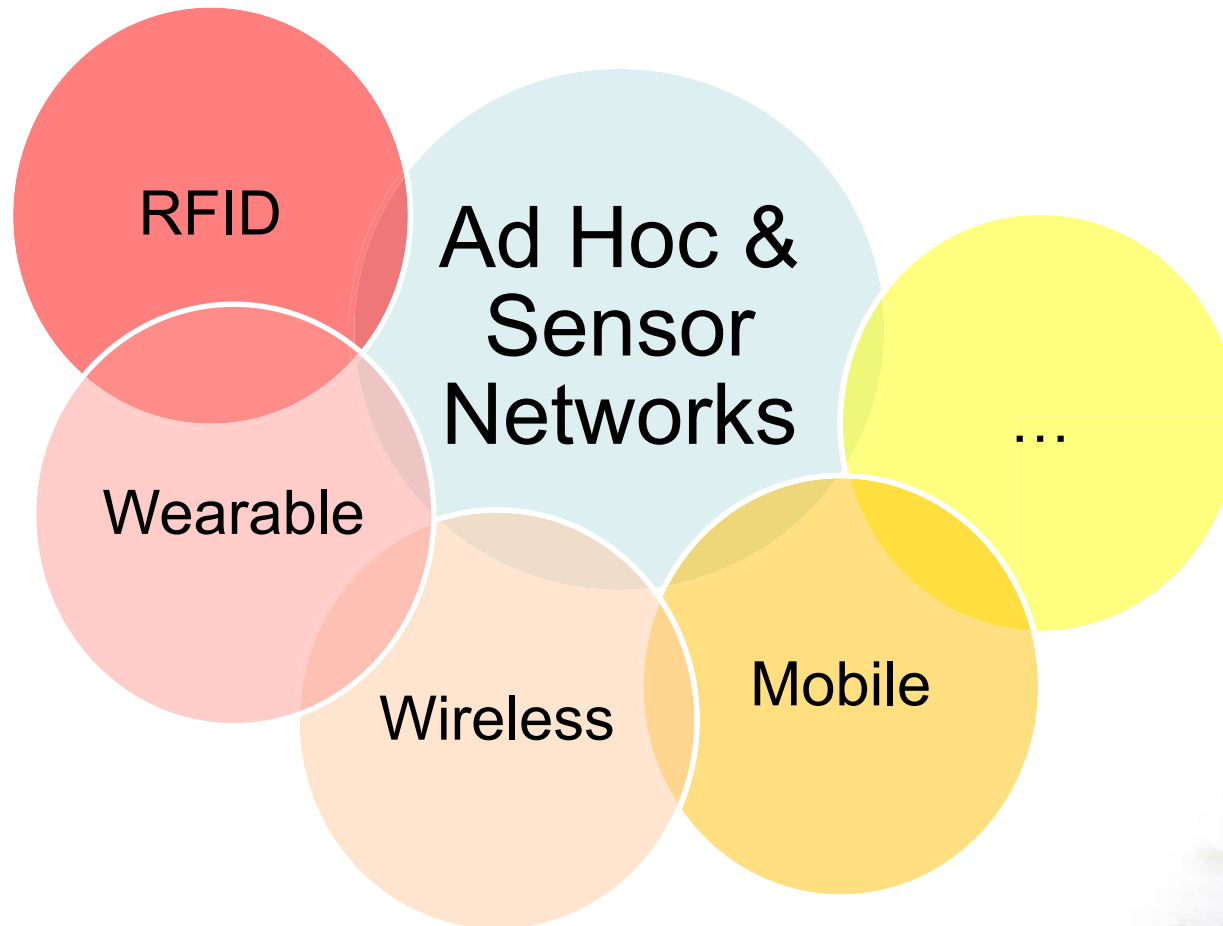 RFID
Ad Hoc &
Sensor
Networks
…
Wearable
Wireless
Mobile